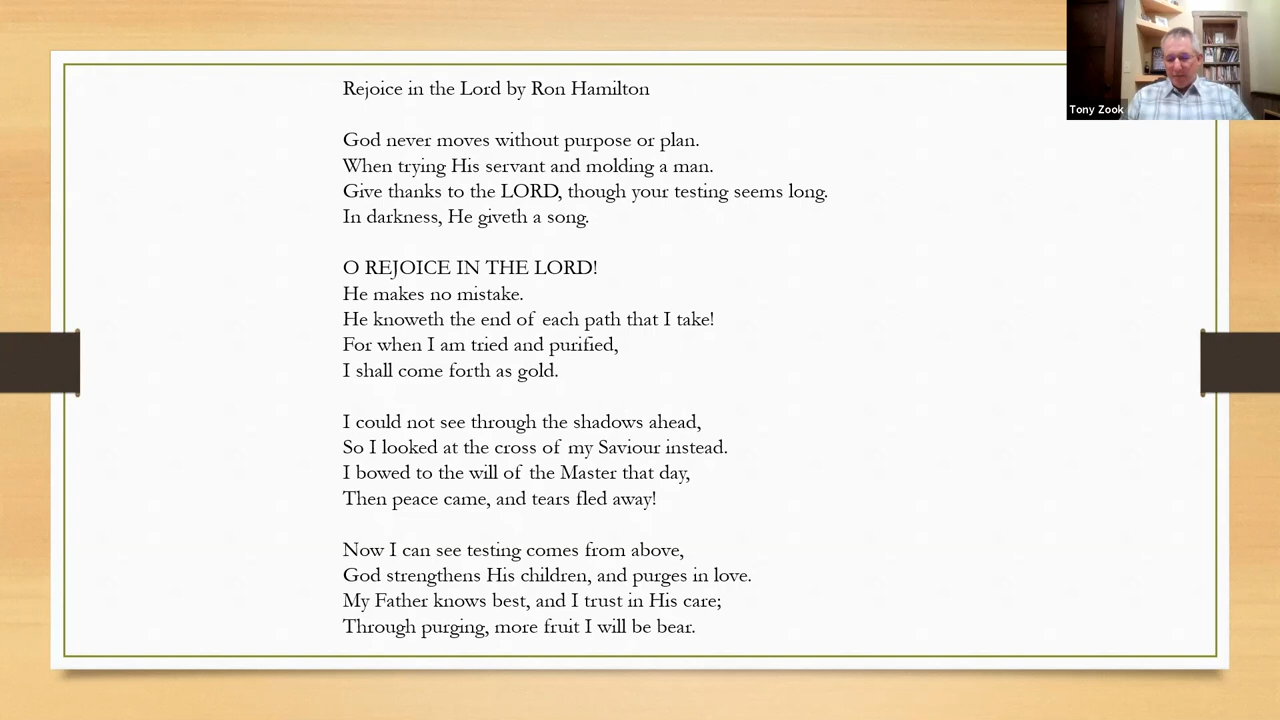 Rejoice in the Lord by Ron Hamilton
God never moves without purpose or plan.
When trying His servant and molding a man.
Give thanks to the LORD, though your testing seems long.
In darkness, He giveth a song.
O REJOICE IN THE LORD!
He makes no mistake.
He knoweth the end of each path that I take!
For when I am tried and purified,
I shall come forth as gold.
I could not see through the shadows ahead,
So I looked at the cross of my Saviour instead.
I bowed to the will of the Master that day,
Then peace came, and tears fled away!
Now I can see testing comes from above,
God strengthens His children, and purges in love.
My Father knows best, and I trust in His care;
Through purging, more fruit I will be bear.
Tony Zook